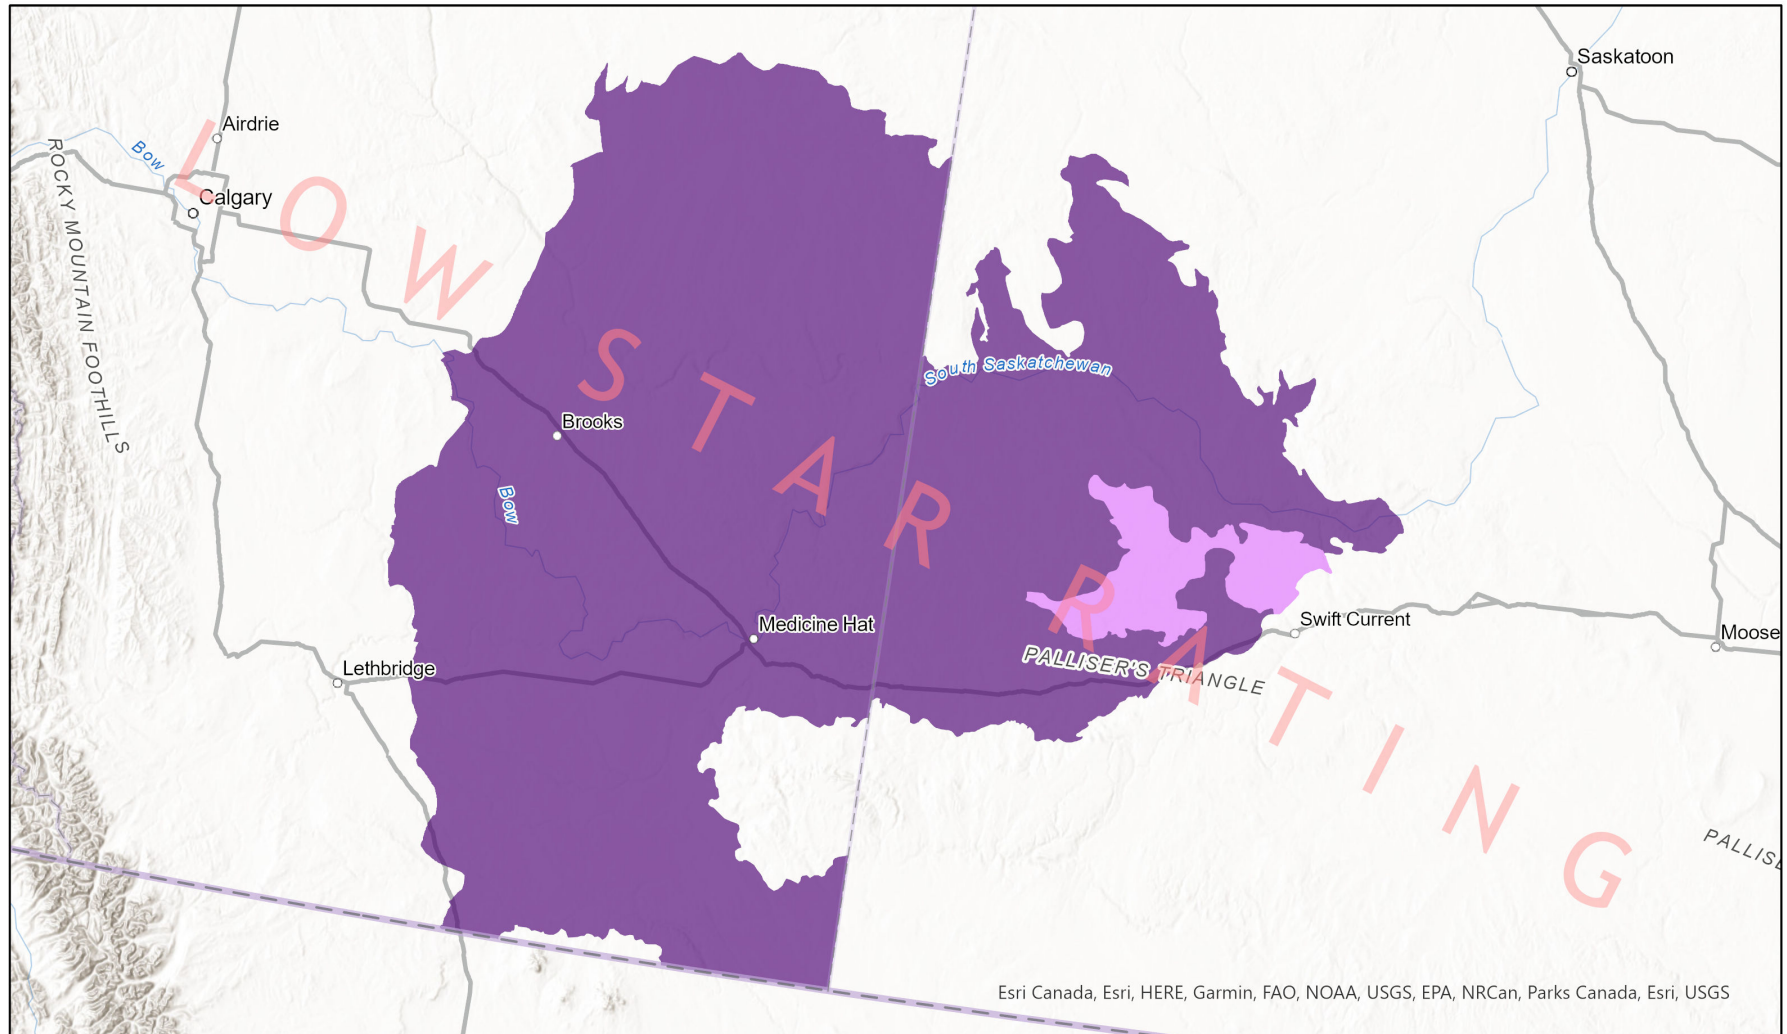 Saskatoon
Airdrie
Bow
ROCKY MOUNTAIN FOOTHILLS
Calgary
LOW STAR RATING
South Saskatchewan
Brooks
Bow
Medicine Hat
Swift Current
Moose
PALLISER'S TRIANGLE
Lethbridge
PALLISE
Esri Canada, Esri, HERE, Garmin, FAO, NOAA, USGS, EPA, NRCan, Parks Canada, Esri, USGS